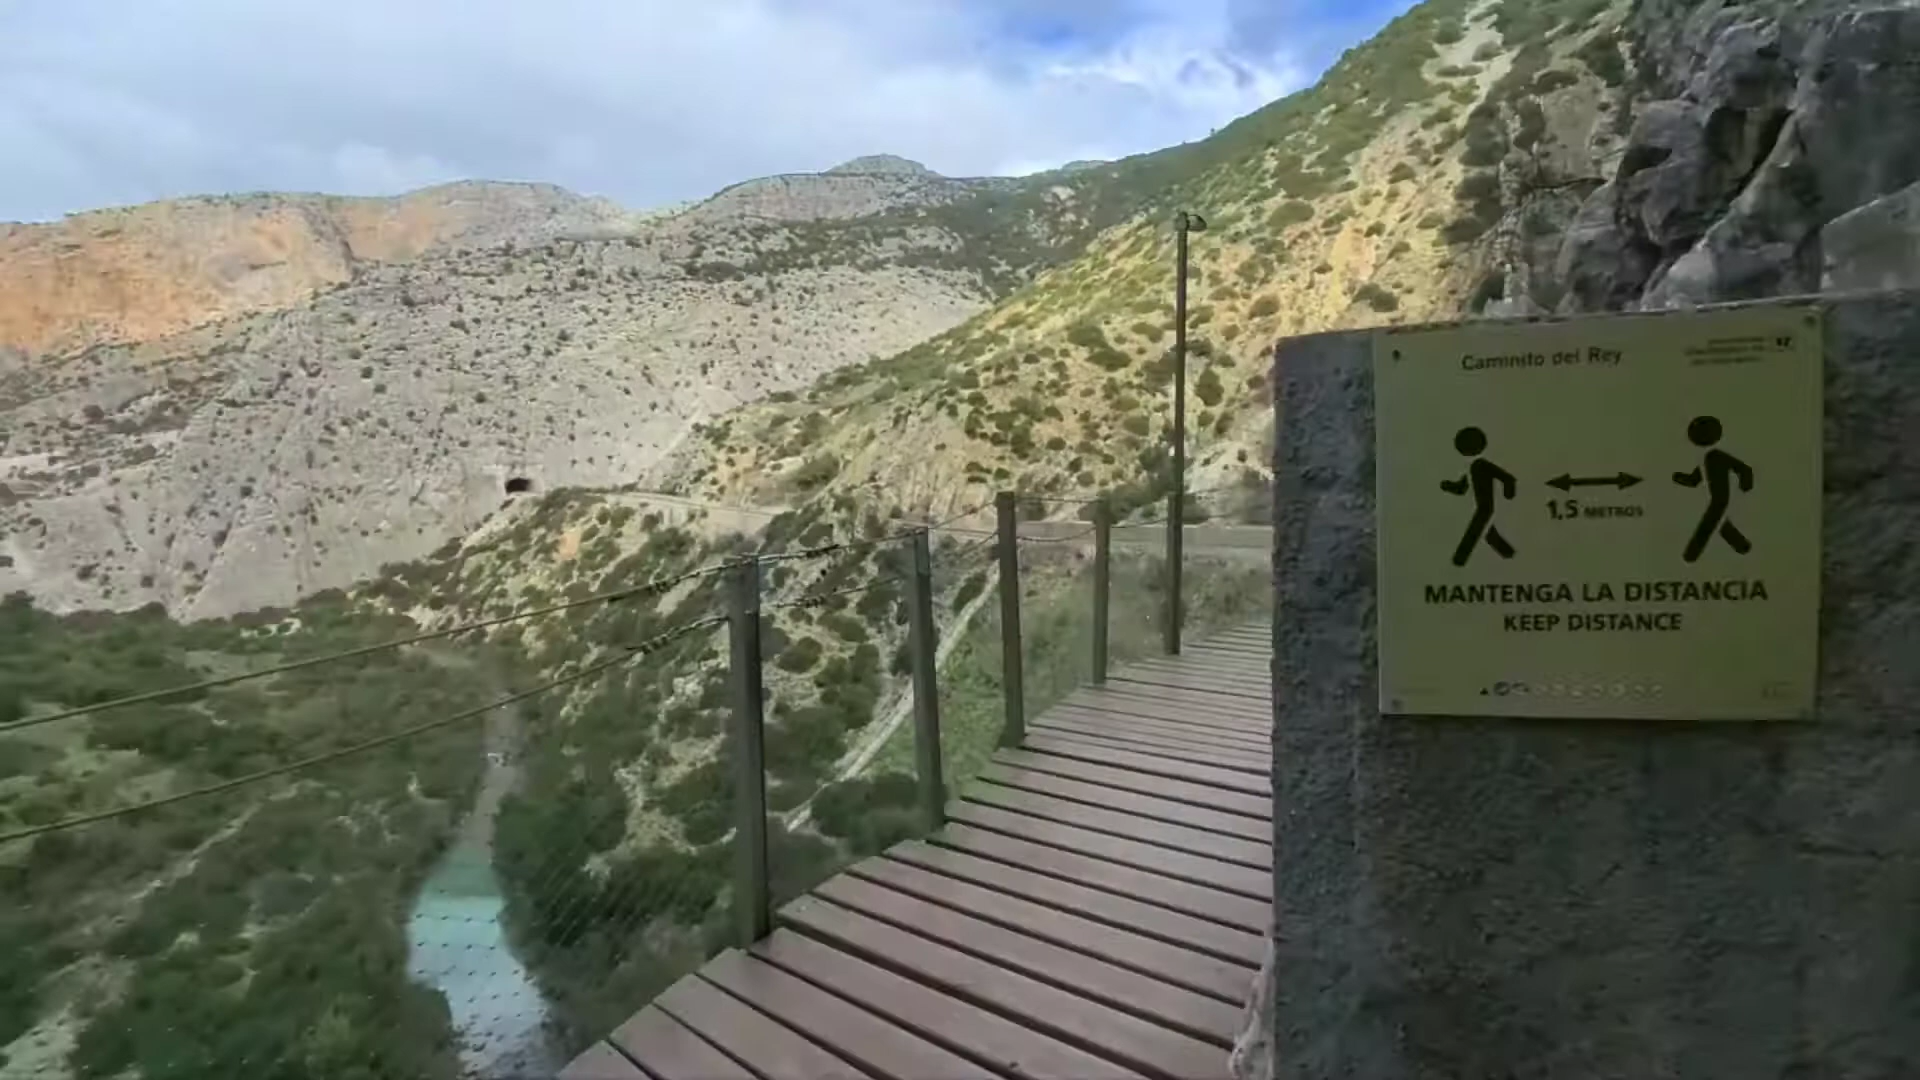 Caminito del Rey
1,5 METROS
MANTENGA LA DISTANCIA
KEEP DISTANCE